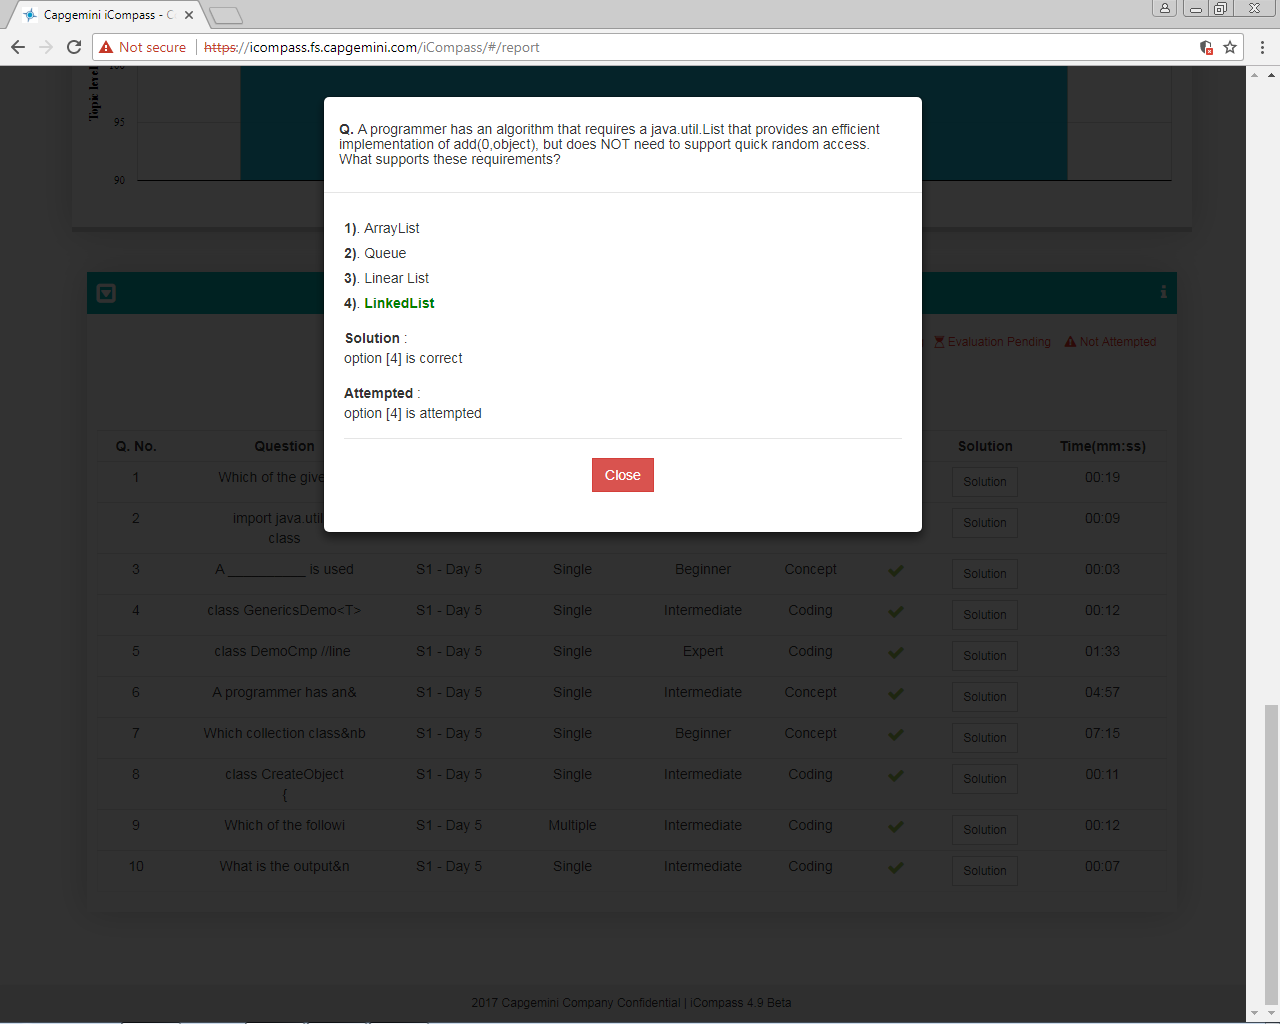 Capgemini iCompass - C
Not secure
https://icompass.fs.capgemini.com/iCompass/#/report
Topic level
100
95
90
Q. A programmer has an algorithm that requires a java.util.List that provides an efficient
implementation of add(0,object), but does NOT need to support quick random access.
What supports these requirements?
1). ArrayList
2). Queue
3). Linear List
4). LinkedList
Solution :
option [4] is correct
Attempted :
option [4] is attempted
Close
Evaluation Pending Not Attempted
Q. No. Question Solution Time(mm:ss)
1 Which of the give Solution 00:19
2 import java.util Solution 00:09
class
3 A __________ is used S1 - Day 5 Single Beginner Concept Solution 00:03
4 class GenericsDemo<T> S1 - Day 5 Single Intermediate Coding Solution 00:12
5 class DemoCmp //line S1 - Day 5 Single Expert Coding Solution 01:33
6 A programmer has an& S1 - Day 5 Single Intermediate Concept Solution 04:57
7 Which collection class&nb S1 - Day 5 Single Beginner Concept Solution 07:15
8 class CreateObject S1 - Day 5 Single Intermediate Coding Solution 00:11
{
9 Which of the followi S1 - Day 5 Multiple Intermediate Coding Solution 00:12
10 What is the output&n S1 - Day 5 Single Intermediate Coding Solution 00:07
2017 Capgemini Company Confidential | iCompass 4.9 Beta